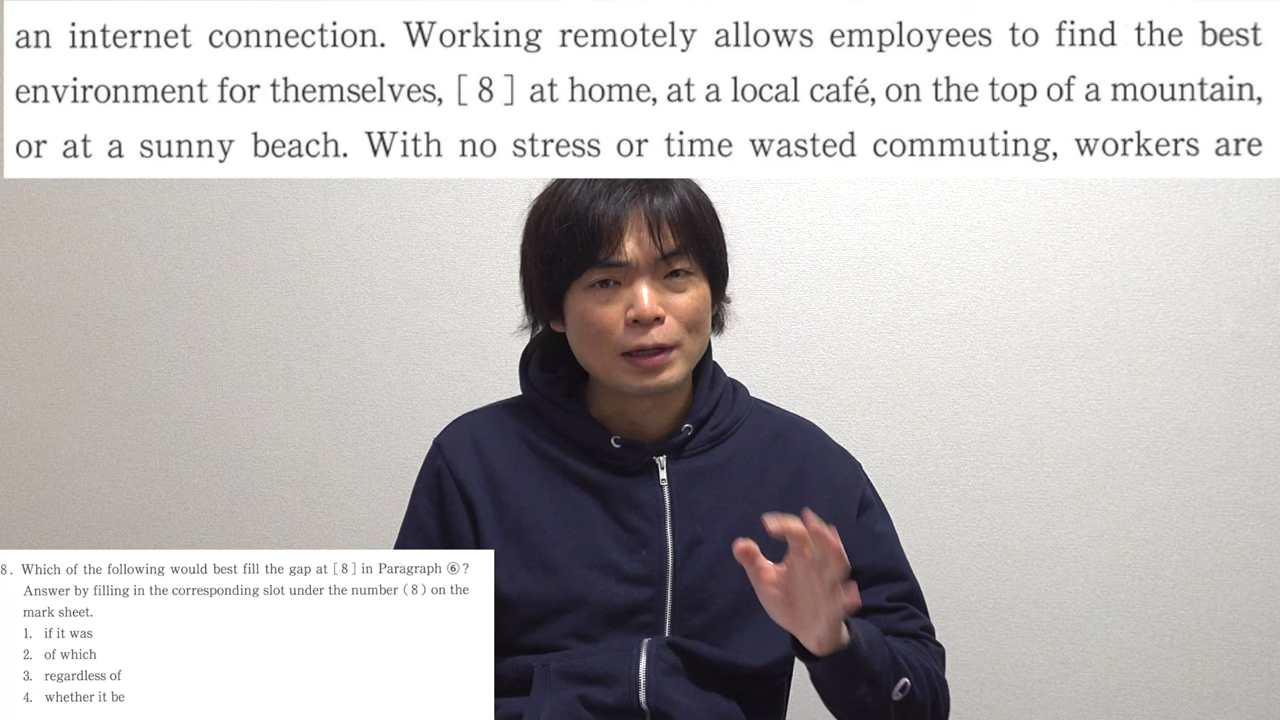 an internet connection. Working remotely allows employees to find the best
environment for themselves, [ 8 ] at home, at a local café, on the top of a mountain,
or at a sunny beach. With no stress or time wasted commuting, workers are
8. Which of the following would best fill the gap at [ 8 ] in Paragraph ⑥?
Answer by filling in the corresponding slot under the number ( 8 ) on the
mark sheet.
1. if it was
2. of which
3. regardless of
4. whether it be